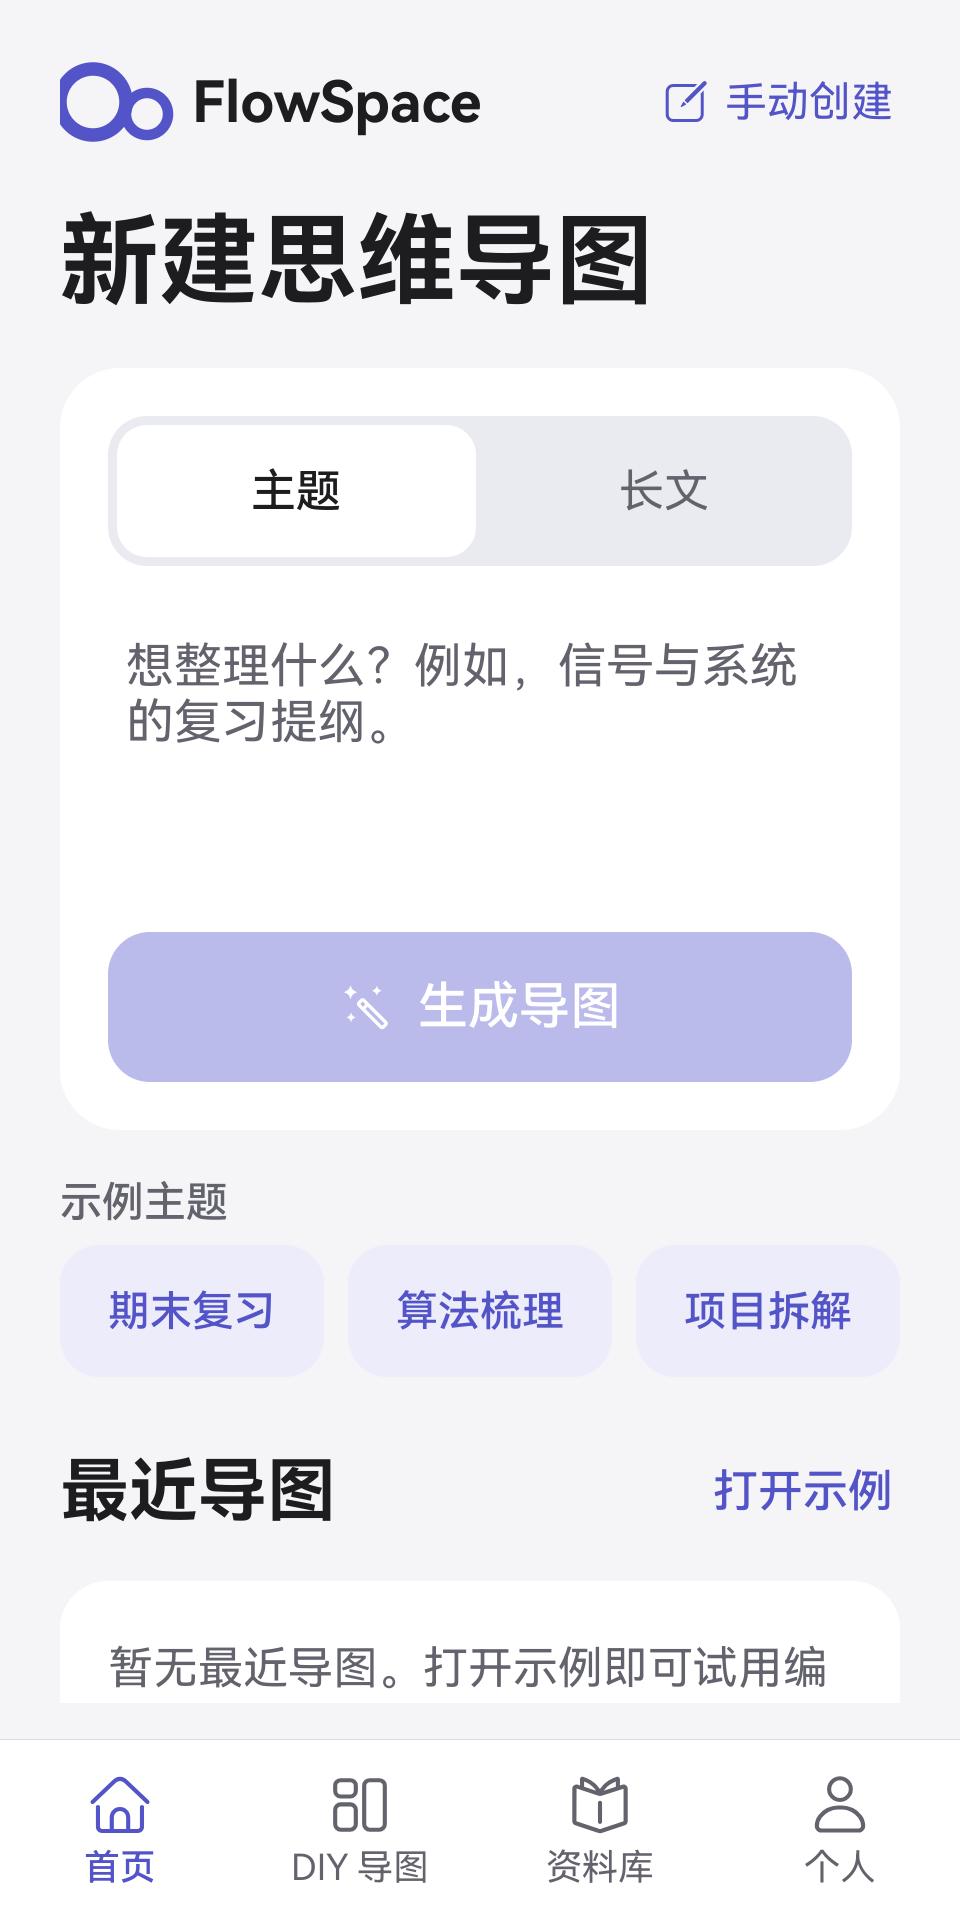 FlowSpace
手动创建
新建思维导图
主题
长文
想整理什么？例如，信号与系统
的复习提纲。
生成导图
示例主题
期末复习
算法梳理
项目拆解
最近导图
打开示例
暂无最近导图。打开示例即可试用编
首页
DIY 导图
资料库
个人